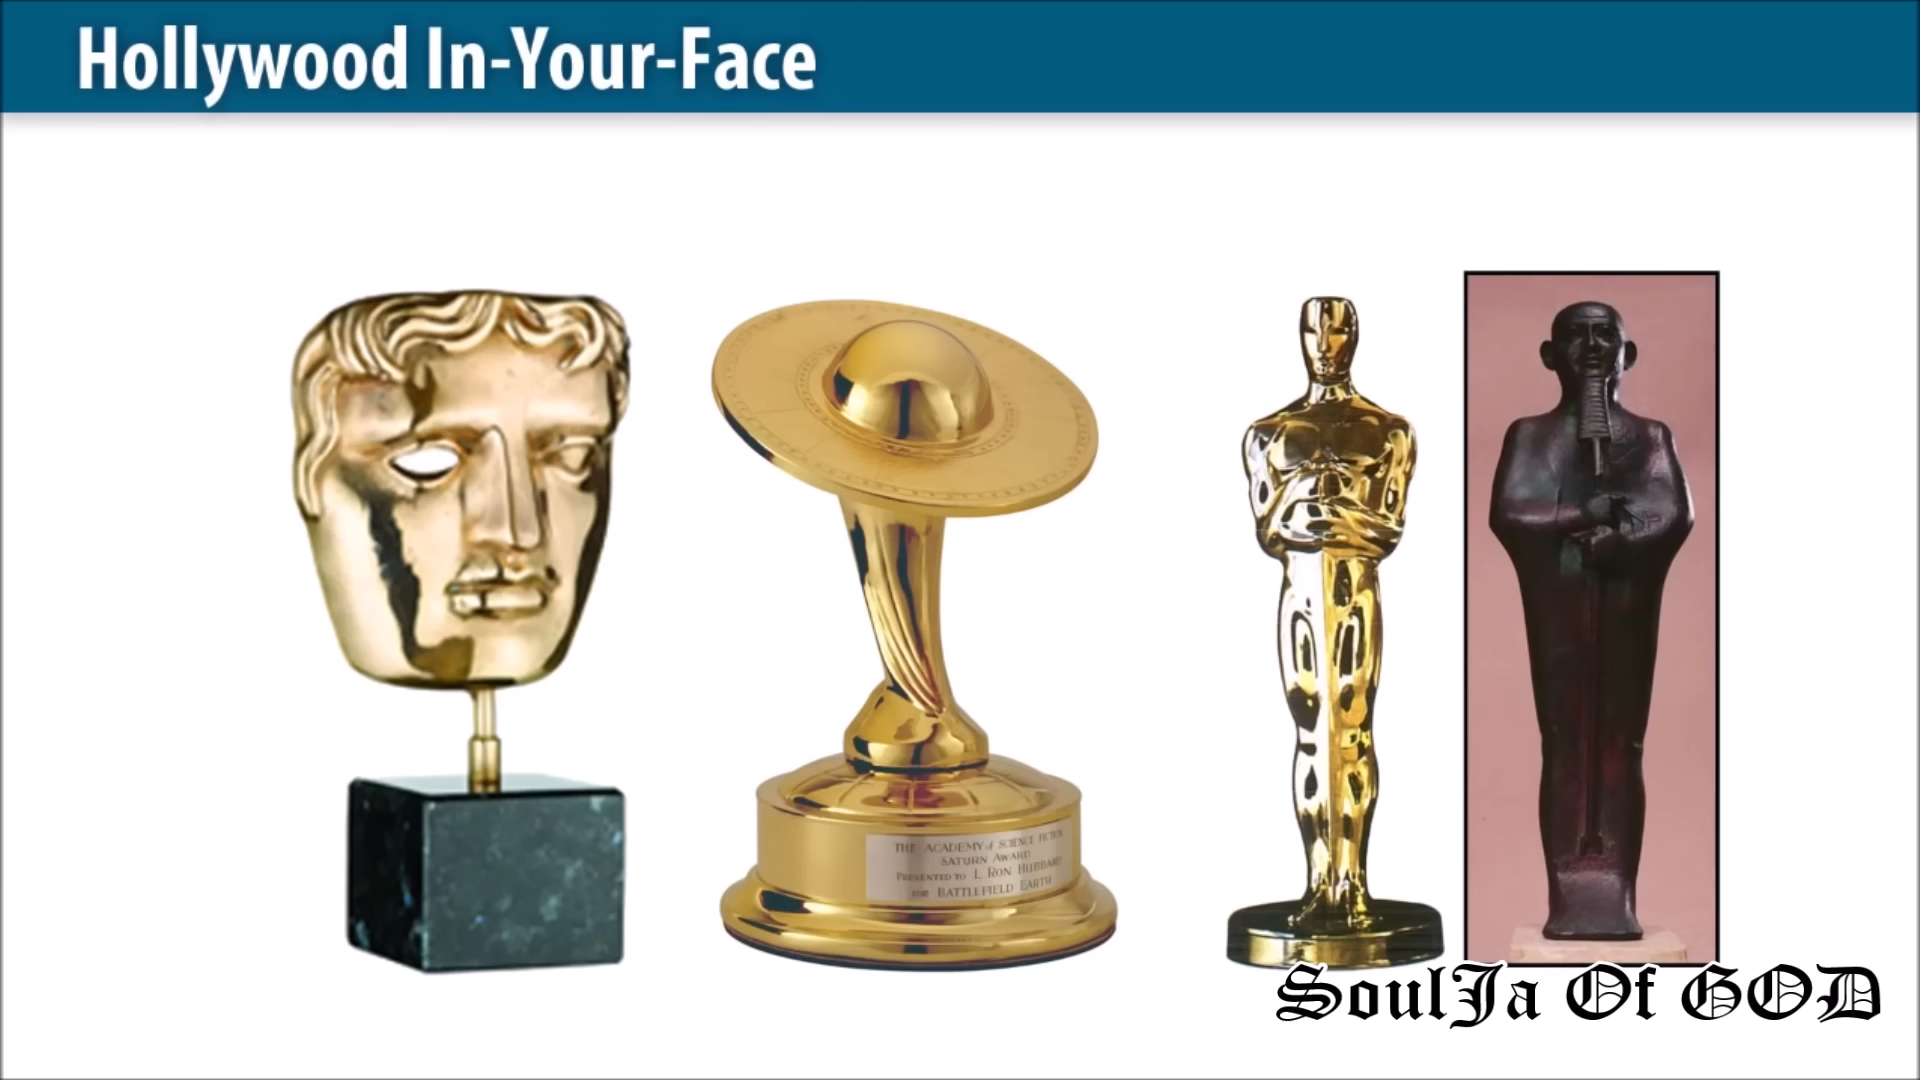 Hollywood In-Your-Face
THE ACADEMY of SCIENCE FICTION
SATURN AWARD
PRESENTED TO L. RON HUBBARD
FOR BATTLEFIELD EARTH
SoulJa Of GOD